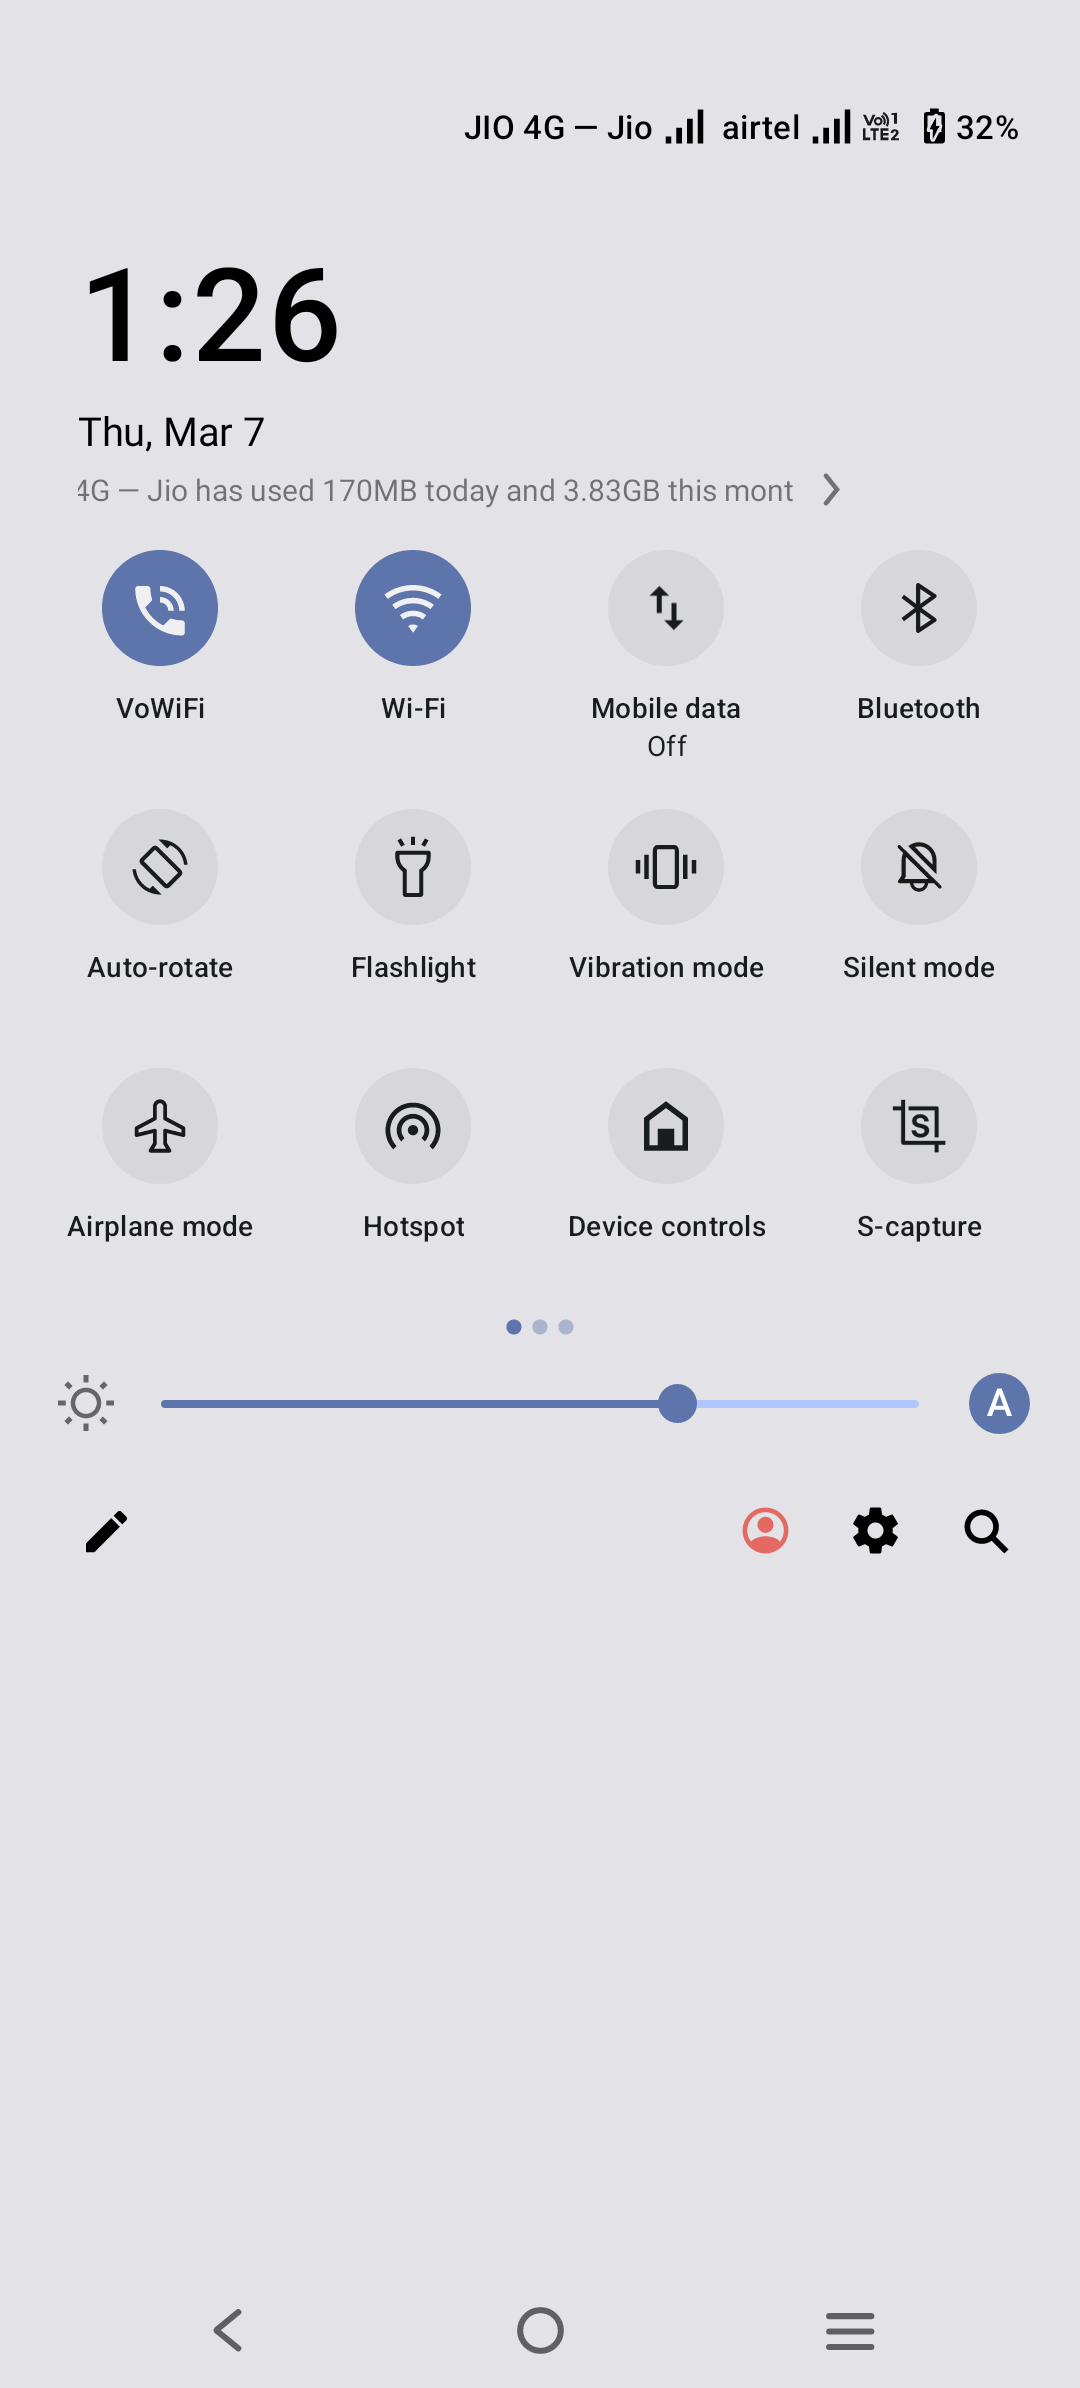 JIO 4G — Jio airtel Vo)) 1 LTE2 32%
1:26
Thu, Mar 7
4G — Jio has used 170MB today and 3.83GB this mont
VoWiFi Wi-Fi Mobile data Bluetooth
Off
Auto-rotate Flashlight Vibration mode Silent mode
S
Airplane mode Hotspot Device controls S-capture
A